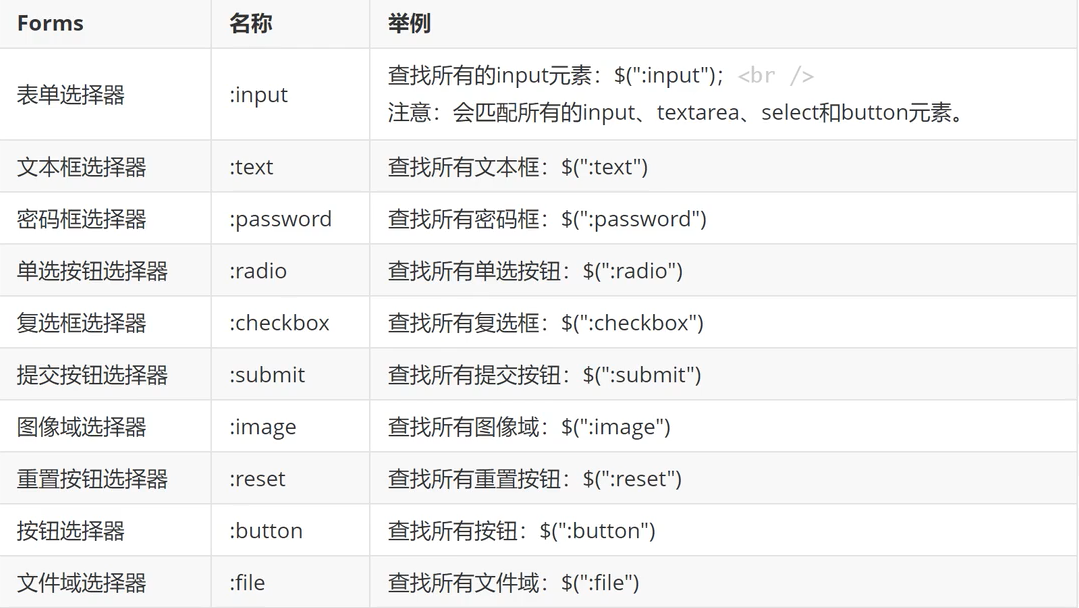 Forms 名称 举例
表单选择器 :input 查找所有的input元素：$(":input"); <br />
注意：会匹配所有的input、textarea、select和button元素。
文本框选择器 :text 查找所有文本框：$(":text")
密码框选择器 :password 查找所有密码框：$(":password")
单选按钮选择器 :radio 查找所有单选按钮：$(":radio")
复选框选择器 :checkbox 查找所有复选框：$(":checkbox")
提交按钮选择器 :submit 查找所有提交按钮：$(":submit")
图像域选择器 :image 查找所有图像域：$(":image")
重置按钮选择器 :reset 查找所有重置按钮：$(":reset")
按钮选择器 :button 查找所有按钮：$(":button")
文件域选择器 :file 查找所有文件域：$(":file")